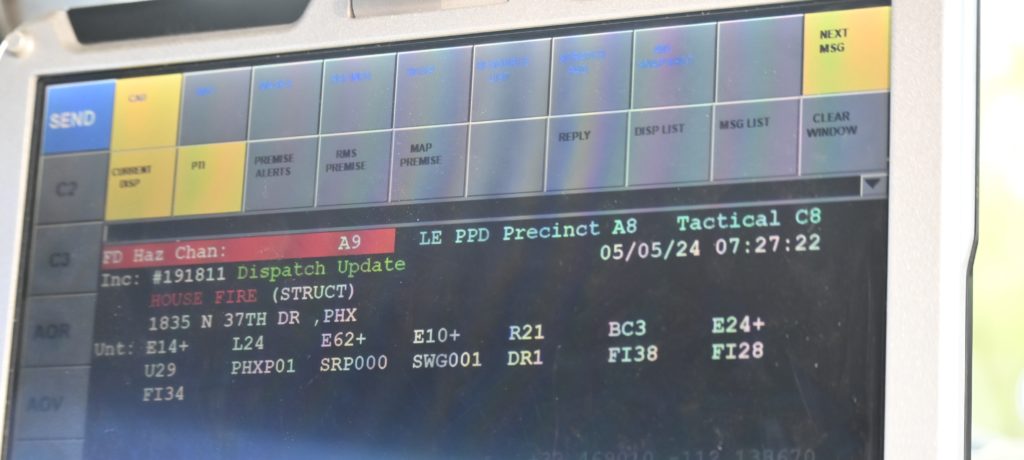 SEND
CURRENT DISP
PTI
NEXT MSG
C2
PREMISE ALERTS
RMS PREMISE
MAP PREMISE
REPLY
DISP LIST
MSG LIST
CLEAR WINDOW
C3
AOR
AOV
FD Haz Chan: A9 LE PPD Precinct A8 Tactical C8
05/05/24 07:27:22
Inc: #191811 Dispatch Update
HOUSE FIRE (STRUCT)
1835 N 37TH DR ,PHX
Unt: E14+ L24 E62+ E10+ R21 BC3 E24+
U29 PHXP01 SRP000 SWG001 DR1 FI38 FI28
FI34